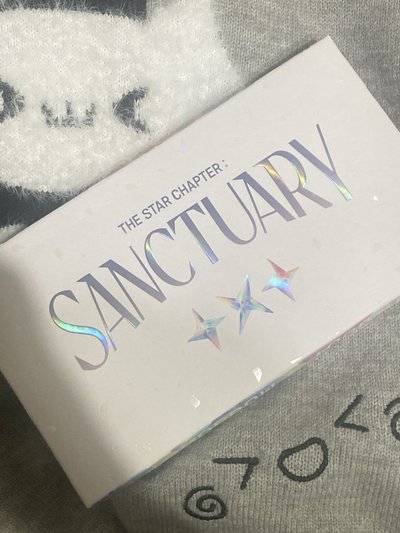 THE STAR CHAPTER :
SANCTUARY